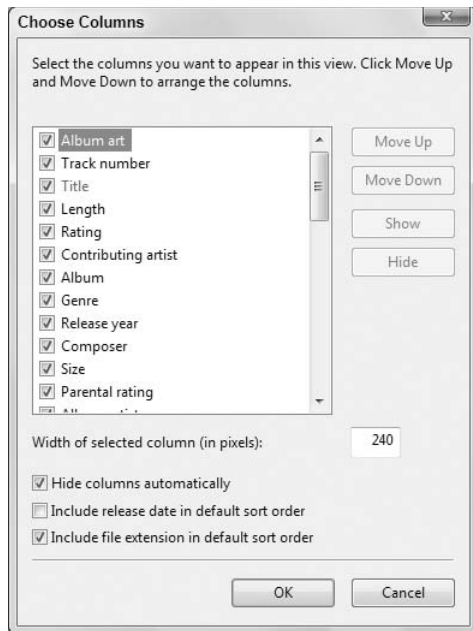 Choose Columns
Select the columns you want to appear in this view. Click Move Up
and Move Down to arrange the columns.
Album art
Track number
Title
Length
Rating
Contributing artist
Album
Genre
Release year
Composer
Size
Parental rating
Move Up
Move Down
Show
Hide
Width of selected column (in pixels):
240
Hide columns automatically
Include release date in default sort order
Include file extension in default sort order
OK
Cancel